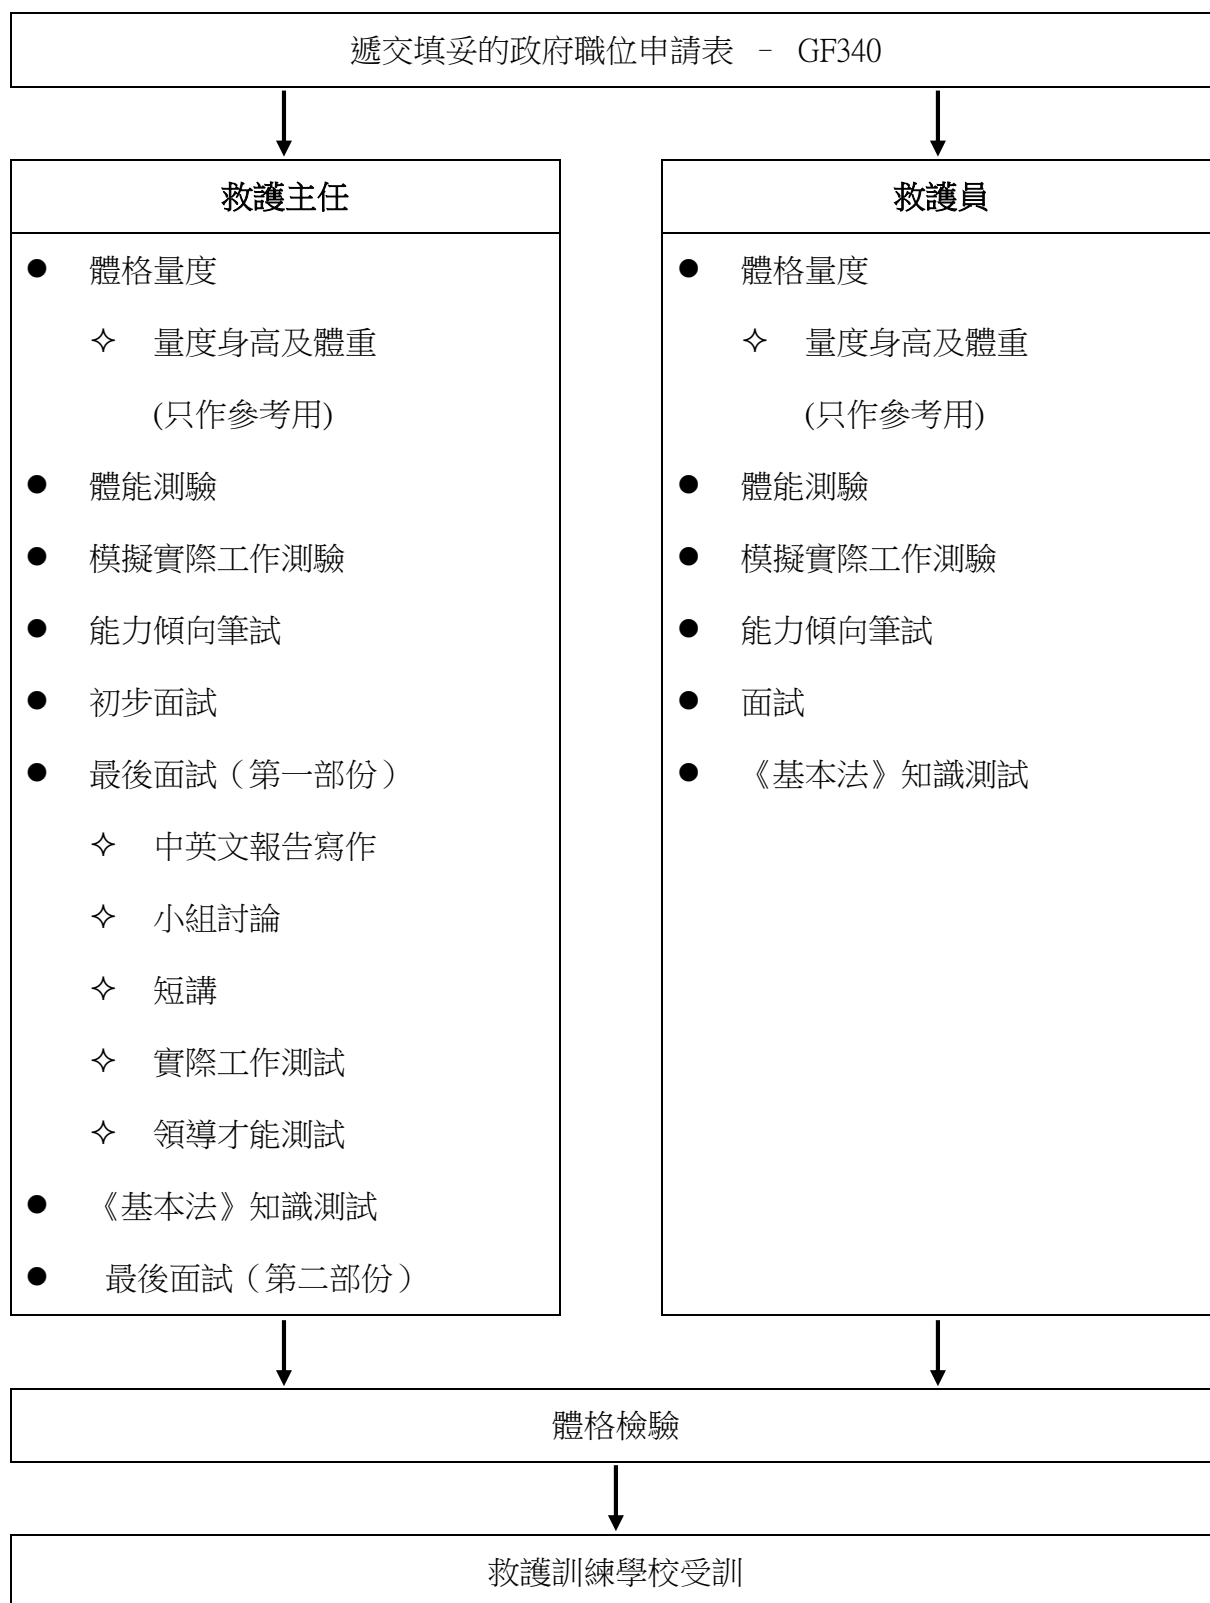 遞交填妥的政府職位申請表 – GF340
救護主任
● 體格量度
✧ 量度身高及體重
(只作參考用)
● 體能測驗
● 模擬實際工作測驗
● 能力傾向筆試
● 初步面試
● 最後面試（第一部份）
✧ 中英文報告寫作
✧ 小組討論
✧ 短講
✧ 實際工作測試
✧ 領導才能測試
● 《基本法》知識測試
● 最後面試（第二部份）
救護員
● 體格量度
✧ 量度身高及體重
(只作參考用)
● 體能測驗
● 模擬實際工作測驗
● 能力傾向筆試
● 面試
● 《基本法》知識測試
體格檢驗
救護訓練學校受訓